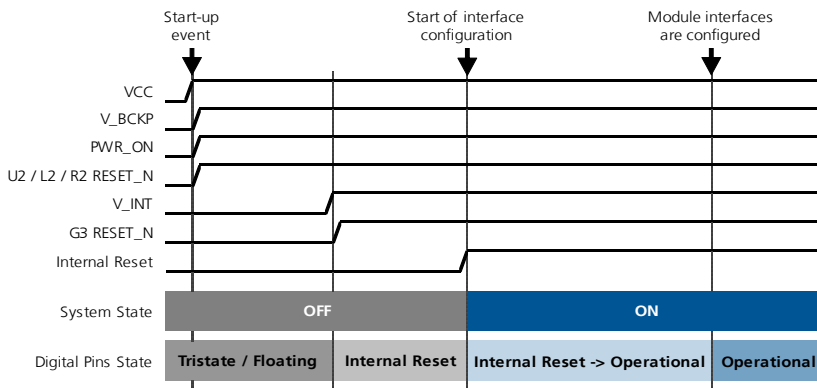 Start-up
event
Start of interface
configuration
Module interfaces
are configured
VCC
V_BCKP
PWR_ON
U2 / L2 / R2 RESET_N
V_INT
G3 RESET_N
Internal Reset
System State OFF ON
Digital Pins State Tristate / Floating Internal Reset Internal Reset -> Operational Operational